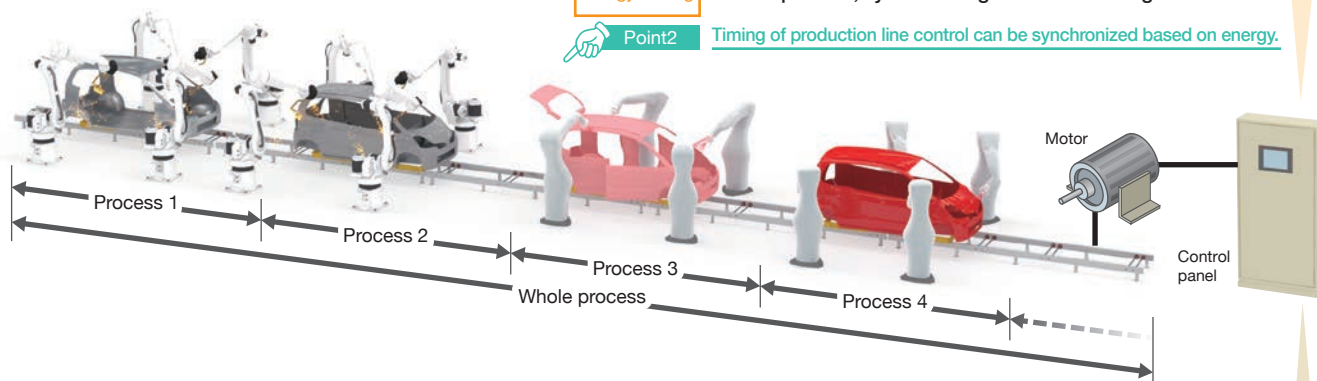 Point2
Timing of production line control can be synchronized based on energy.
Motor
Control
panel
Process 1
Process 2
Process 3
Process 4
Whole process